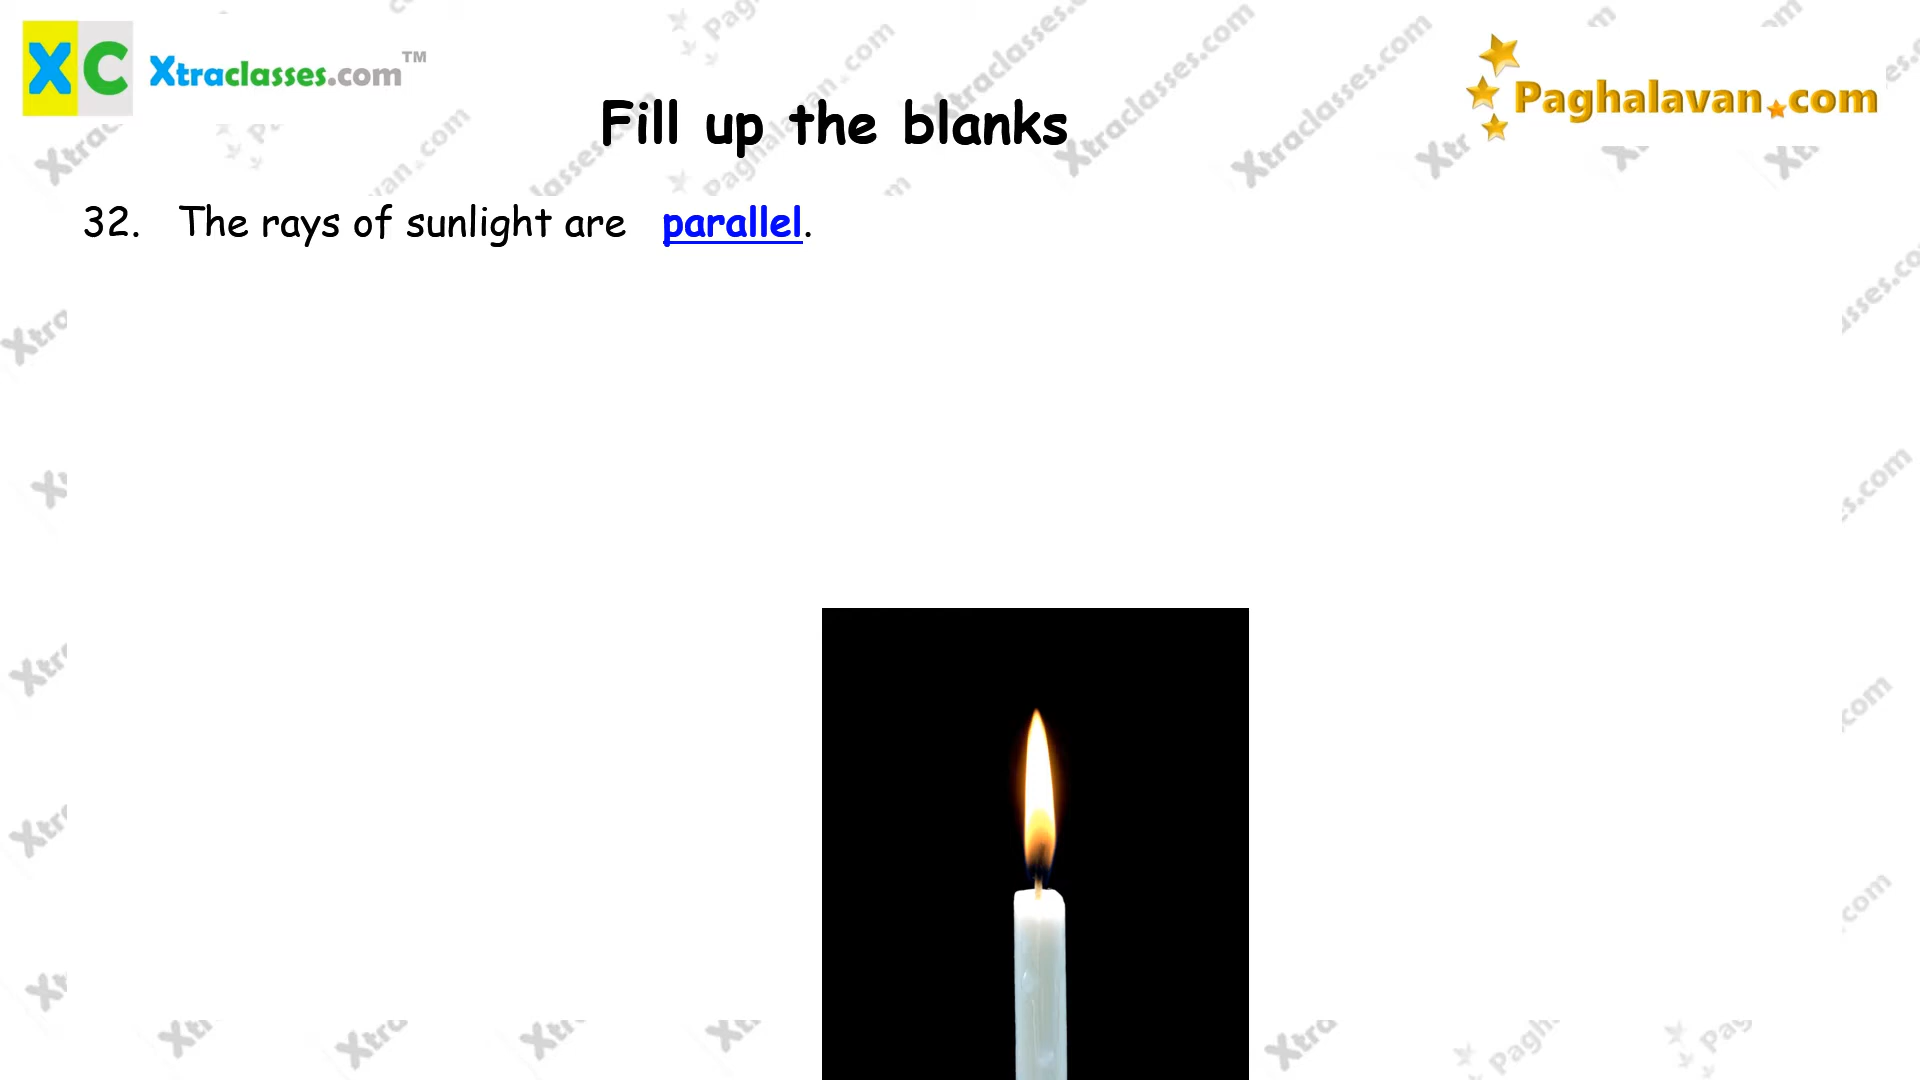 XC Xtraclasses.com™
Paghalavan.com
Fill up the blanks
32. The rays of sunlight are parallel.